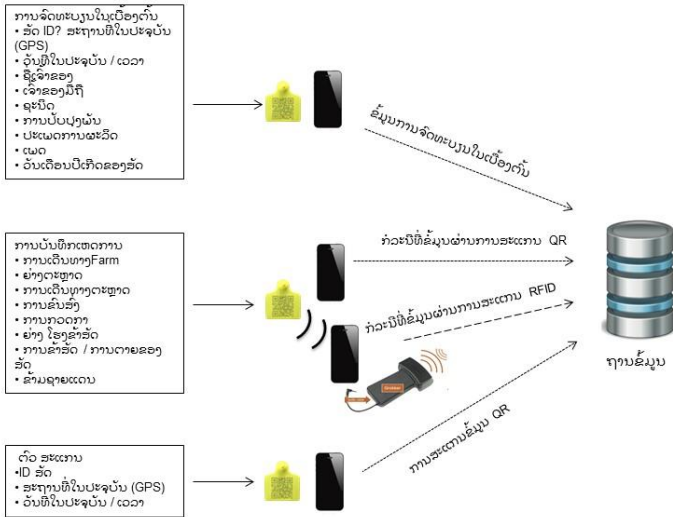 ການຈົດທະບຽນໃນເບື້ອງຕົ້ນ
• ສັດ ID? ສະຖານທີ່ໃນປະຈຸບັນ
(GPS)
• ວັນທີໃນປະຈຸບັນ / ເວລາ
• ຊື່ເຈົ້າຂອງ
• ເຈົ້າຂອງມືຖື
• ຊະນິດ
• ການປັບປຸງພັນ
• ປະເພດການຜະລິດ
• ເພດ
• ວັນເດືອນປີເກີດຂອງສັດ
ຂໍ້ມູນການຈົດທະບຽນໃນເບື້ອງຕົ້ນ
ການບັນທຶກເຫດການ
• ການເດີນທາງFarm
• ຢ່າງຕະຫຼາດ
• ການເດີນທາງຕະຫຼາດ
• ການຂົນສົ່ງ
• ການກວດກາ
• ຢ່າງ ໂຮງຂ້າສັດ
• ການຂ້າສັດ / ການຕາຍຂອງ
ສັດ
• ຂ້າມຊາຍແດນ
ກໍລະນີທີ່ຂໍ້ມູນຜ່ານການສະແກນ QR
ກໍລະນີທີ່ຂໍ້ມູນຜ່ານການສະແກນ RFID
ຖານຂໍ້ມູນ
ຕົວ ສະແກນ
•ID ສັດ
• ສະຖານທີ່ໃນປະຈຸບັນ (GPS)
• ວັນທີໃນປະຈຸບັນ / ເວລາ
ການສະແກນຂໍ້ມູນ QR